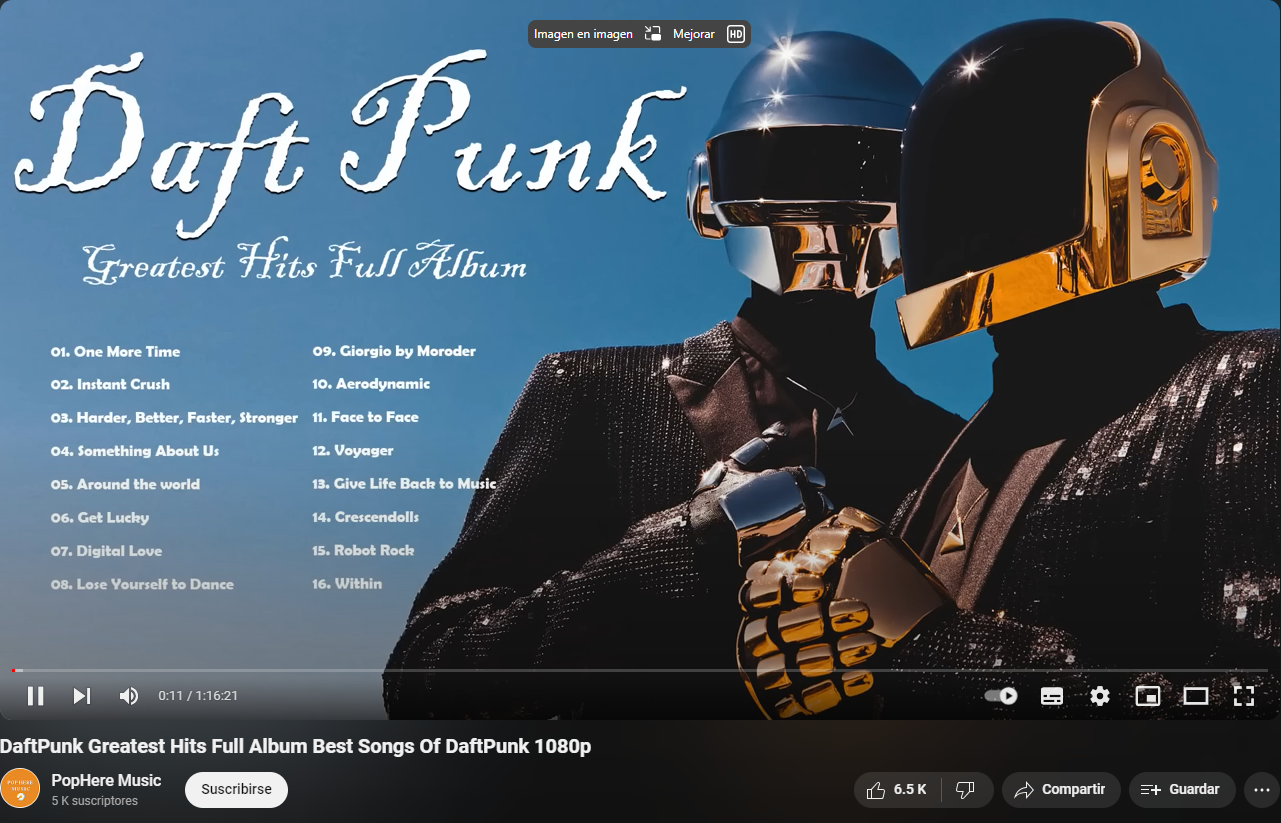 Imagen en imagen Mejorar HD
Daft Punk
Greatest Hits Full Album
01. One More Time
02. Instant Crush
03. Harder, Better, Faster, Stronger
04. Something About Us
05. Around the world
06. Get Lucky
07. Digital Love
08. Lose Yourself to Dance
09. Giorgio by Moroder
10. Aerodynamic
11. Face to Face
12. Voyager
13. Give Life Back to Music
14. Crescendolls
15. Robot Rock
16. Within
0:11 / 1:16:21
DaftPunk Greatest Hits Full Album Best Songs Of DaftPunk 1080p
POPHERE
MUSIC
PopHere Music
5 K suscriptores
Suscribirse
6.5 K
Compartir
Guardar